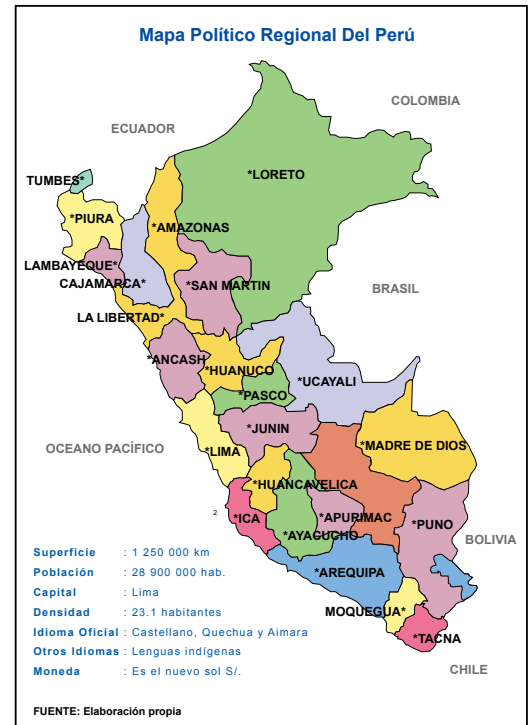 Mapa Político Regional Del Perú
COLOMBIA
ECUADOR
TUMBES*
*LORETO
*PIURA
*AMAZONAS
LAMBAYEQUE*
CAJAMARCA*
*SAN MARTIN
BRASIL
LA LIBERTAD*
*ANCASH
*HUANUCO
*UCAYALI
*PASCO
*JUNIN
OCEANO PACÍFICO
*LIMA
*MADRE DE DIOS
*HUANCAVELICA
2
*ICA
*APURIMAC
*PUNO
*AYACUCHO
BOLIVIA
*AREQUIPA
MOQUEGUA*
*TACNA
CHILE
Superficie : 1 250 000 km
Población : 28 900 000 hab.
Capital : Lima
Densidad : 23.1 habitantes
Idioma Oficial : Castellano, Quechua y Aimara
Otros Idiomas : Lenguas indígenas
Moneda : Es el nuevo sol S/.
FUENTE: Elaboración propia